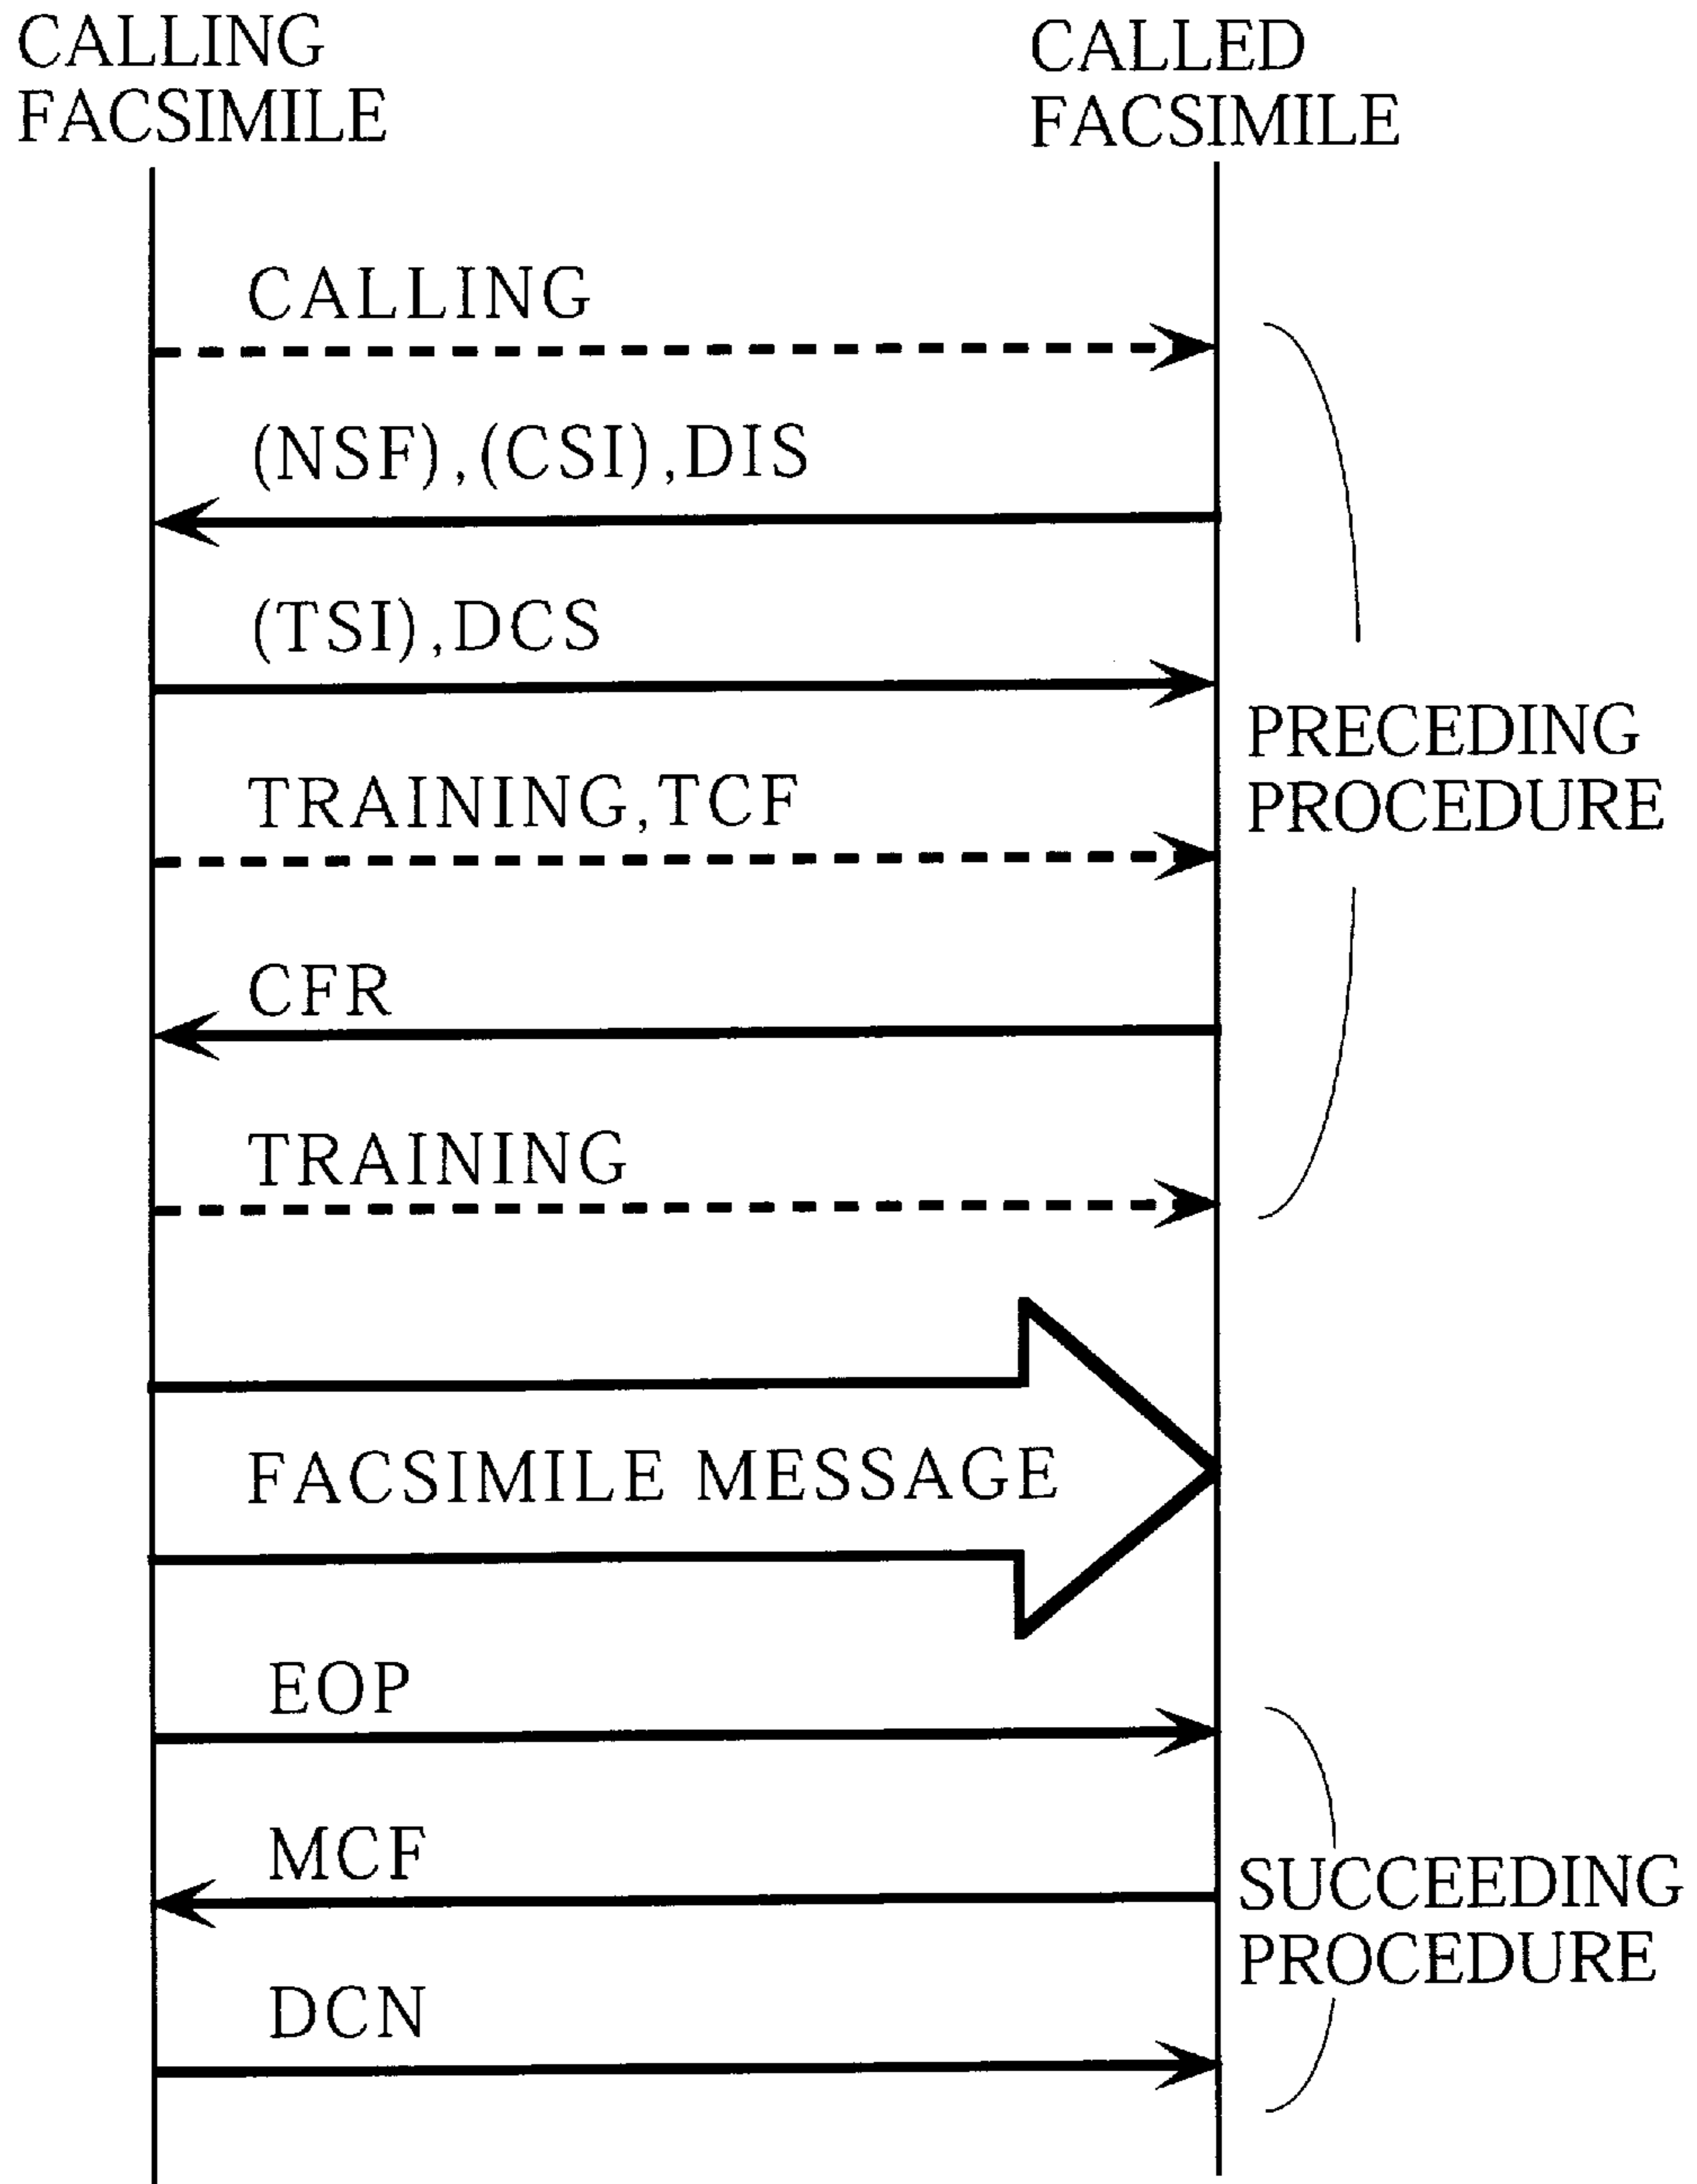 CALLING
FACSIMILE
CALLED
FACSIMILE
CALLING
(NSF),(CSI),DIS
(TSI),DCS
PRECEDING
PROCEDURE
TRAINING,TCF
CFR
TRAINING
FACSIMILE MESSAGE
EOP
MCF
SUCCEEDING
PROCEDURE
DCN